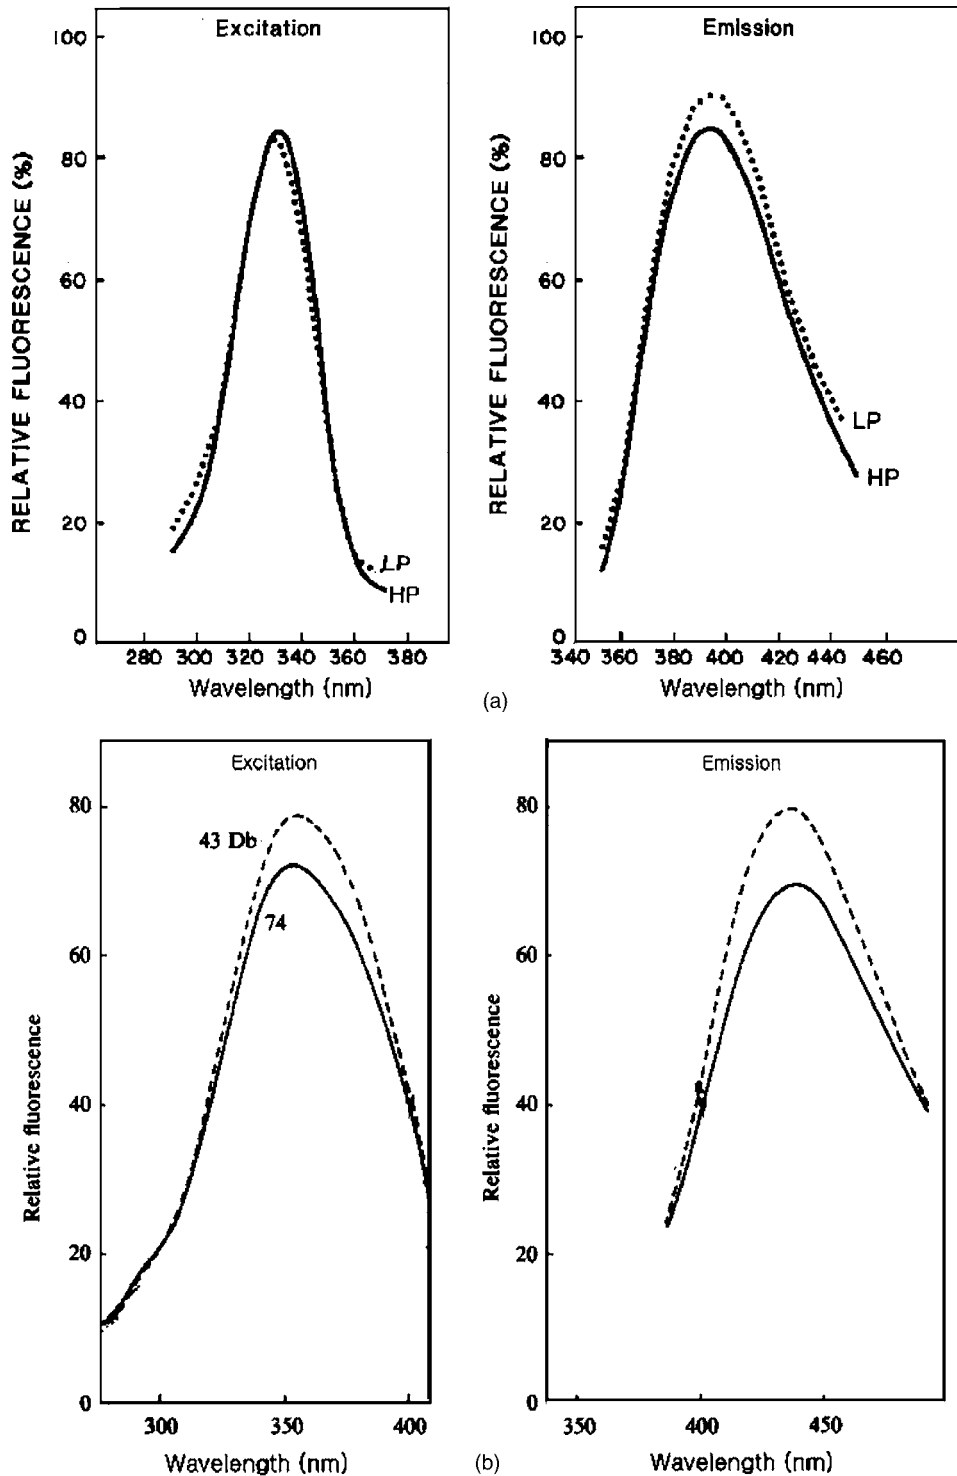 Excitation
100
80
60
40
20
0
RELATIVE FLUORESCENCE (%)
LP
HP
280 300 320 340 360 380
Wavelength (nm)
Emission
100
80
60
40
20
0
RELATIVE FLUORESCENCE (%)
LP
HP
340 360 380 400 420 440 460
Wavelength (nm)
(a)
Excitation
80
60
40
20
0
Relative fluorescence
43 Db
74
300 350 400
Wavelength (nm)
Emission
80
60
40
20
0
Relative fluorescence
350 400 450
Wavelength (nm)
(b)